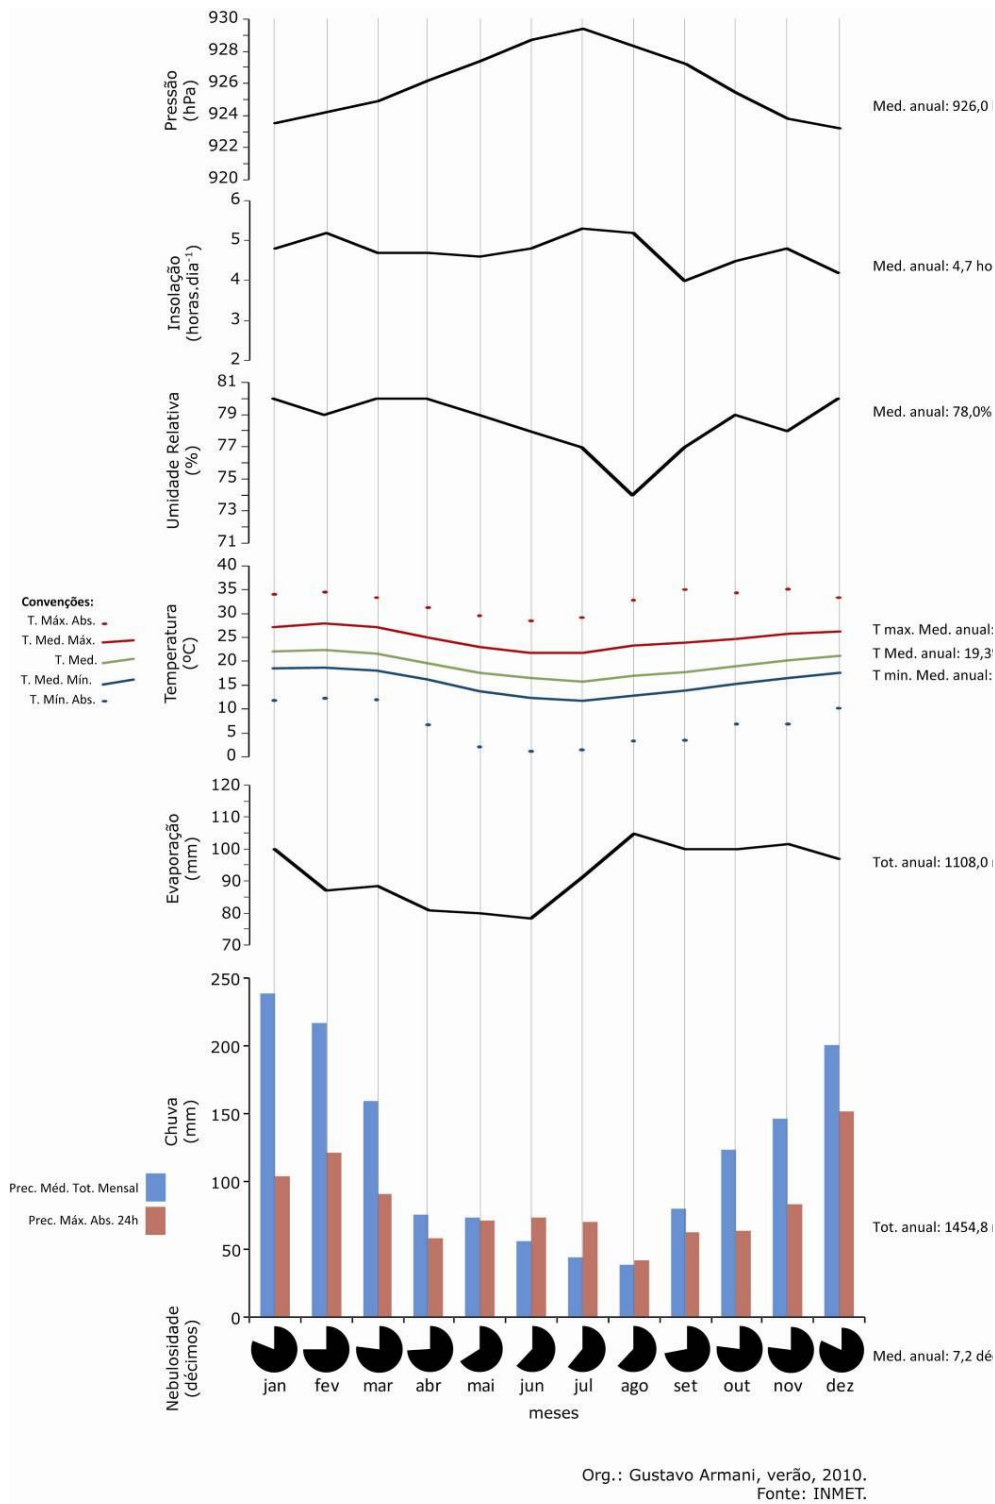 930
928
926
924
922
920
Pressão
(hPa)
Med. anual: 926,0
6
5
4
3
2
Insolação
(horas.dia⁻¹)
Med. anual: 4,7 ho
81
79
77
75
73
71
Umidade Relativa
(%)
Med. anual: 78,0%
40
35
30
25
20
15
10
5
0
Temperatura
(ºC)
Convenções:
T. Máx. Abs.
T. Med. Máx.
T. Med.
T. Med. Mín.
T. Mín. Abs.
T max. Med. anual:
T Med. anual: 19,3°
T min. Med. anual:
120
110
100
90
80
70
Evaporação
(mm)
Tot. anual: 1108,0
250
200
150
100
50
0
Chuva
(mm)
Prec. Méd. Tot. Mensal
Prec. Máx. Abs. 24h
Tot. anual: 1454,8
Nebulosidade
(décimos)
Med. anual: 7,2 dé
jan fev mar abr mai jun jul ago set out nov dez
meses
Org.: Gustavo Armani, verão, 2010.
Fonte: INMET.